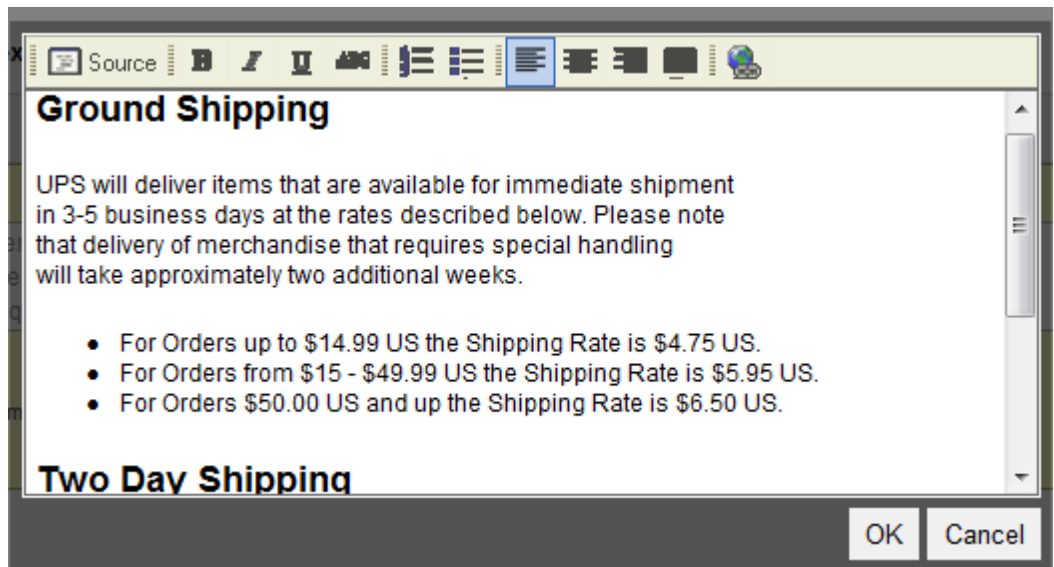 Source B I U ABC
Ground Shipping
UPS will deliver items that are available for immediate shipment
in 3-5 business days at the rates described below. Please note
that delivery of merchandise that requires special handling
will take approximately two additional weeks.
• For Orders up to $14.99 US the Shipping Rate is $4.75 US.
• For Orders from $15 - $49.99 US the Shipping Rate is $5.95 US.
• For Orders $50.00 US and up the Shipping Rate is $6.50 US.
Two Day Shipping
OK Cancel